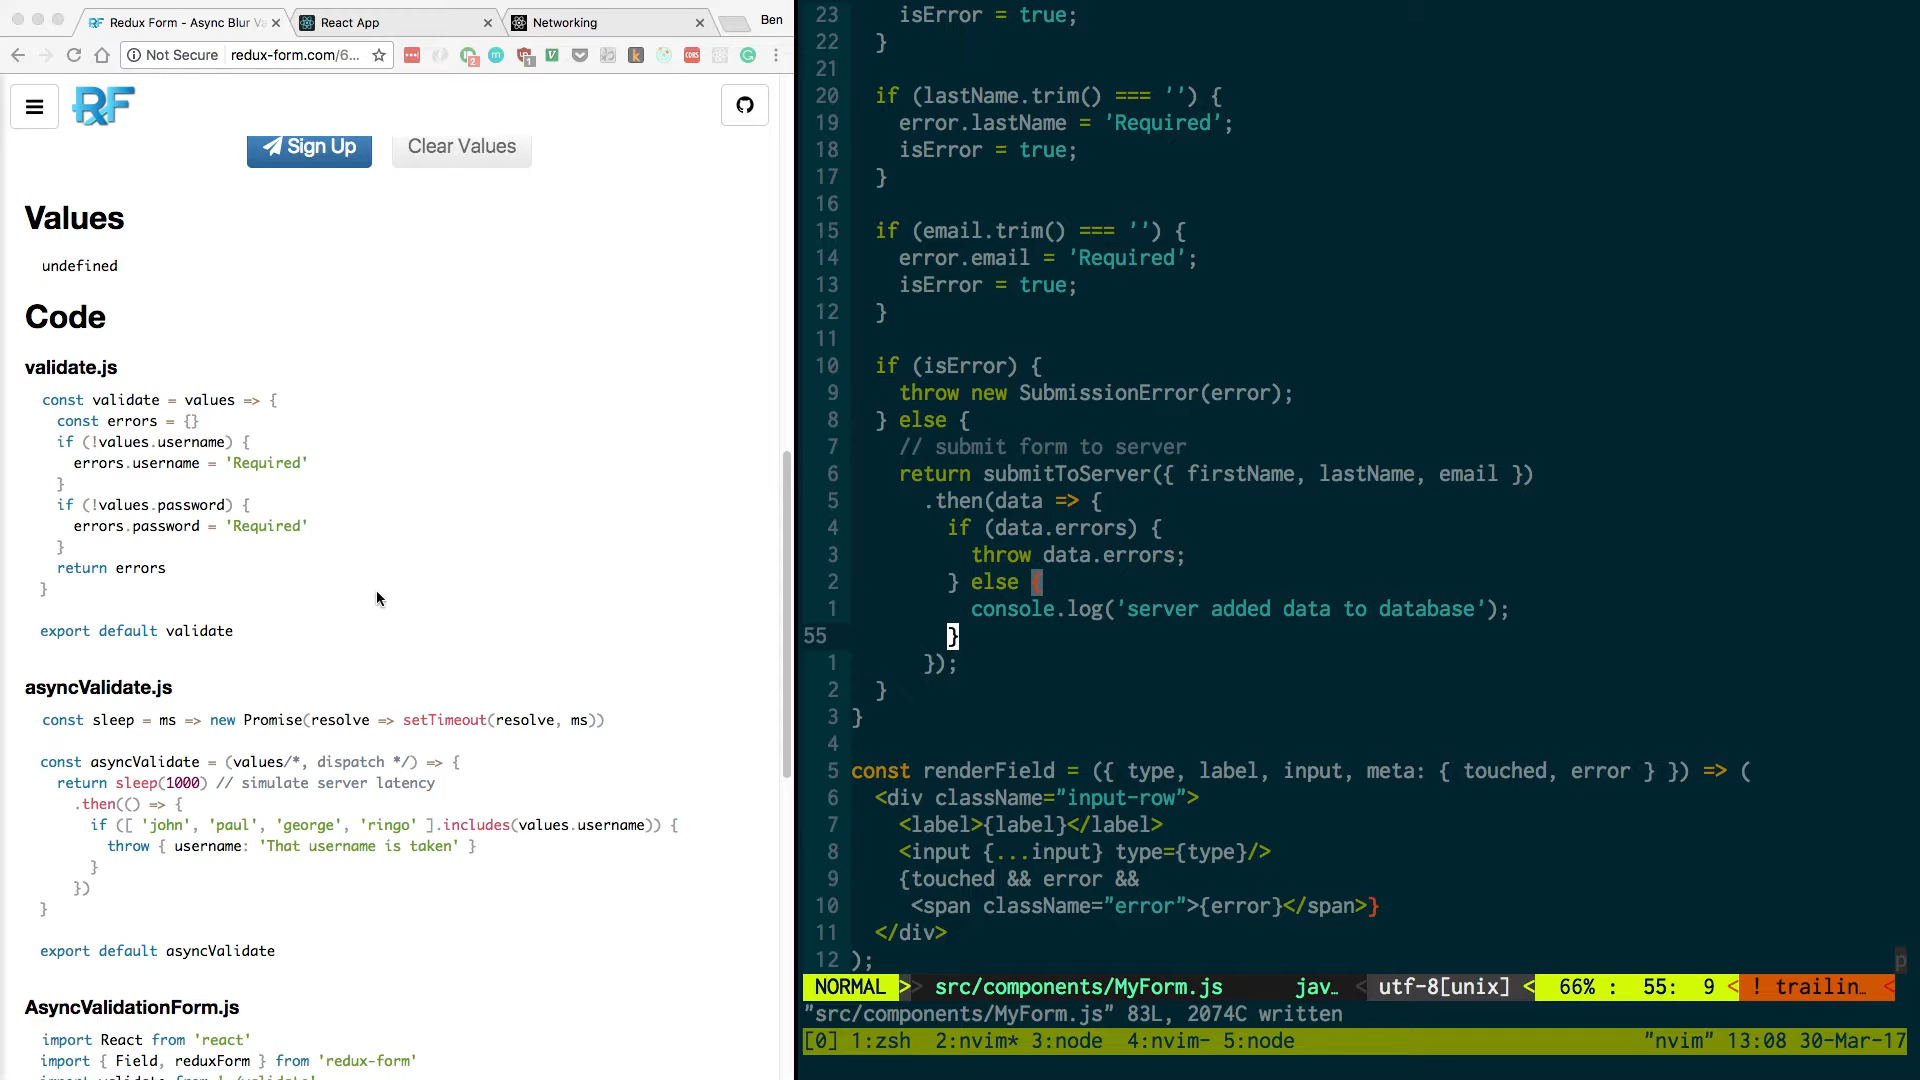 Redux Form - Async Blur Va
React App
Networking
Ben
Not Secure
redux-form.com/6...
RF
Sign Up
Clear Values
Values
undefined
Code
validate.js
const validate = values => {
const errors = {}
if (!values.username) {
errors.username = 'Required'
}
if (!values.password) {
errors.password = 'Required'
}
return errors
}
export default validate
asyncValidate.js
const sleep = ms => new Promise(resolve => setTimeout(resolve, ms))
const asyncValidate = (values/*, dispatch */) => {
return sleep(1000) // simulate server latency
.then(() => {
if ([ 'john', 'paul', 'george', 'ringo' ].includes(values.username)) {
throw { username: 'That username is taken' }
}
})
}
export default asyncValidate
AsyncValidationForm.js
import React from 'react'
import { Field, reduxForm } from 'redux-form'
23 isError = true;
22 }
21
20 if (lastName.trim() === '') {
19 error.lastName = 'Required';
18 isError = true;
17 }
16
15 if (email.trim() === '') {
14 error.email = 'Required';
13 isError = true;
12 }
11
10 if (isError) {
9 throw new SubmissionError(error);
8 } else {
7 // submit form to server
6 return submitToServer({ firstName, lastName, email })
5 .then(data => {
4 if (data.errors) {
3 throw data.errors;
2 } else {
1 console.log('server added data to database');
55 }
1 });
2 }
3 }
4
5 const renderField = ({ type, label, input, meta: { touched, error } }) => (
6 <div className="input-row">
7 <label>{label}</label>
8 <input {...input} type={type}/>
9 {touched && error &&
10 <span className="error">{error}</span>}
11 </div>
12 );
p
NORMAL > > src/components/MyForm.js jav… < utf-8[unix] < 66% : 55: 9 < ! trailin… <
"src/components/MyForm.js" 83L, 2074C written
[0] 1:zsh 2:nvim* 3:node 4:nvim- 5:node "nvim" 13:08 30-Mar-17